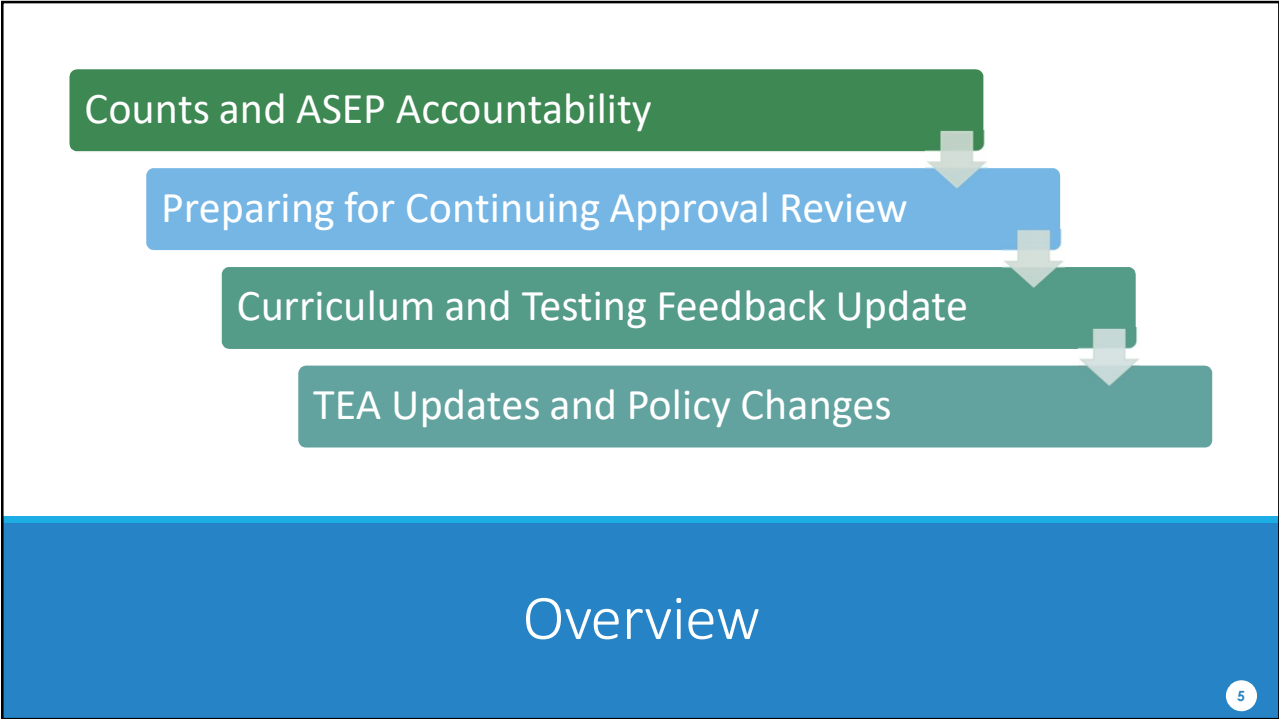 Counts and ASEP Accountability
Preparing for Continuing Approval Review
Curriculum and Testing Feedback Update
TEA Updates and Policy Changes
Overview
5